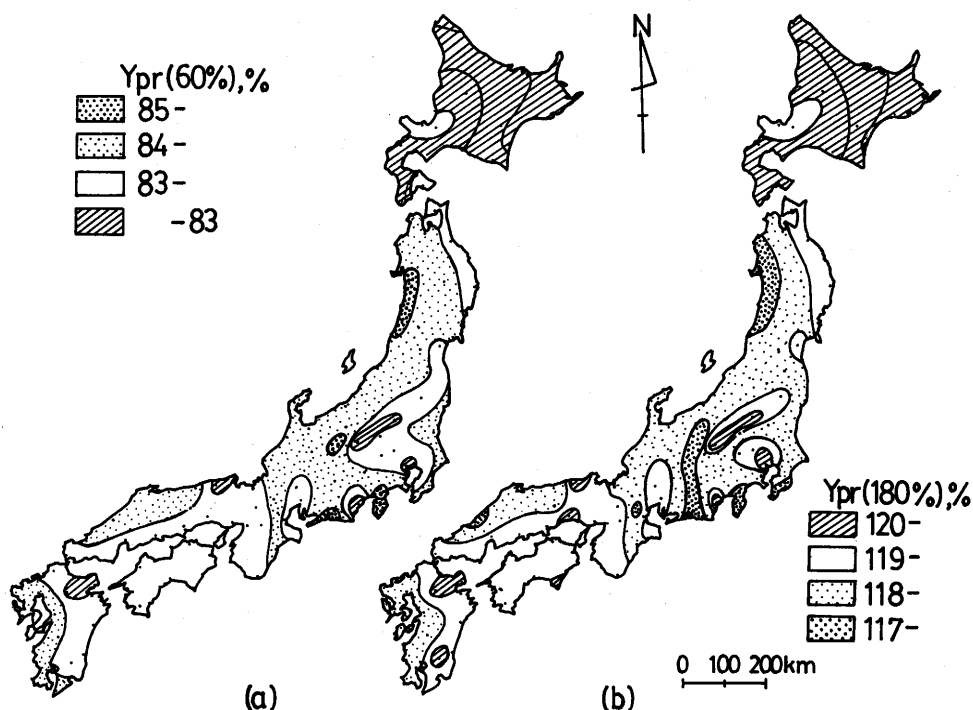 Ypr(60%),%
85-
84-
83-
-83
N
Ypr(180%),%
120-
119-
118-
117-
0 100 200km
(a)
(b)